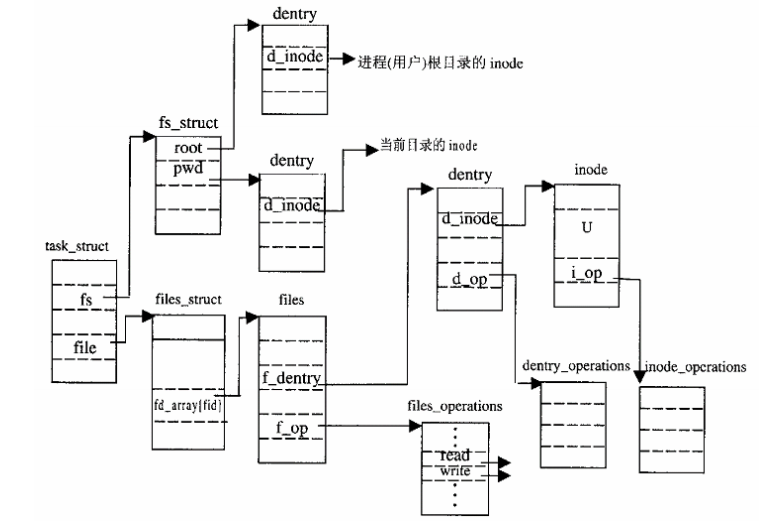 dentry
d_inode
进程(用户)根目录的 inode
fs_struct
root
pwd
当前目录的 inode
dentry
d_inode
dentry
d_inode
d_op
inode
U
i_op
task_struct
fs
file
files_struct
fd_array{fid}
files
f_dentry
f_op
files_operations
read
write
dentry_operations
inode_operations